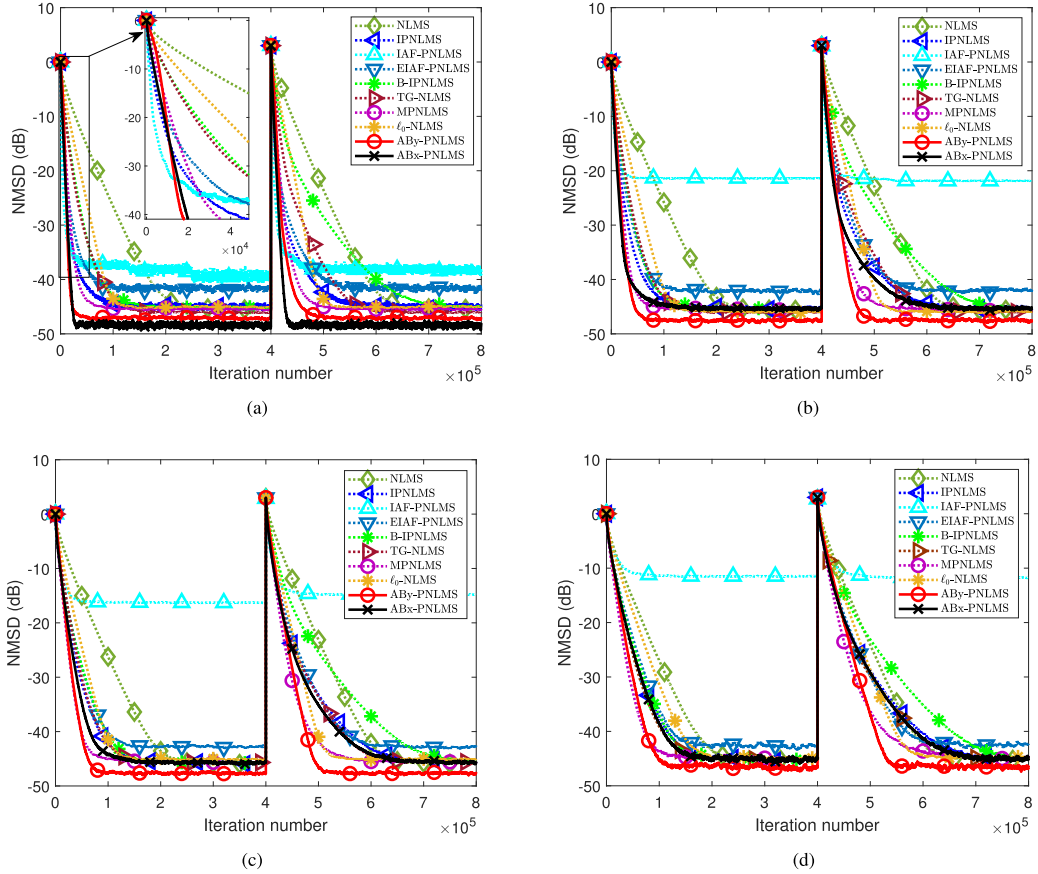 10
0
-10
-20
-30
-40
-50
NMSD (dB)
0 1 2 3 4 5 6 7 8
Iteration number
×10^5
0
-10
-20
-30
-40
0 2 4
×10^4
NLMS
IPNLMS
IAF-PNLMS
EIAF-PNLMS
B-IPNLMS
TG-NLMS
MPNLMS
ℓ0-NLMS
ABy-PNLMS
ABx-PNLMS
(a)
10
0
-10
-20
-30
-40
-50
NMSD (dB)
0 1 2 3 4 5 6 7 8
Iteration number
×10^5
NLMS
IPNLMS
IAF-PNLMS
EIAF-PNLMS
B-IPNLMS
TG-NLMS
MPNLMS
ℓ0-NLMS
ABy-PNLMS
ABx-PNLMS
(b)
10
0
-10
-20
-30
-40
-50
NMSD (dB)
0 1 2 3 4 5 6 7 8
Iteration number
×10^5
NLMS
IPNLMS
IAF-PNLMS
EIAF-PNLMS
B-IPNLMS
TG-NLMS
MPNLMS
ℓ0-NLMS
ABy-PNLMS
ABx-PNLMS
(c)
10
0
-10
-20
-30
-40
-50
NMSD (dB)
0 1 2 3 4 5 6 7 8
Iteration number
×10^5
NLMS
IPNLMS
IAF-PNLMS
EIAF-PNLMS
B-IPNLMS
TG-NLMS
MPNLMS
ℓ0-NLMS
ABy-PNLMS
ABx-PNLMS
(d)